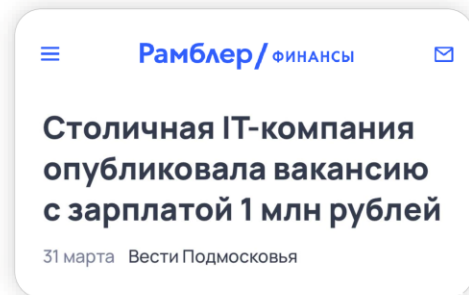 Рамблер/ финансы
Столичная IT-компания
опубликовала вакансию
с зарплатой 1 млн рублей
31 марта Вести Подмосковья